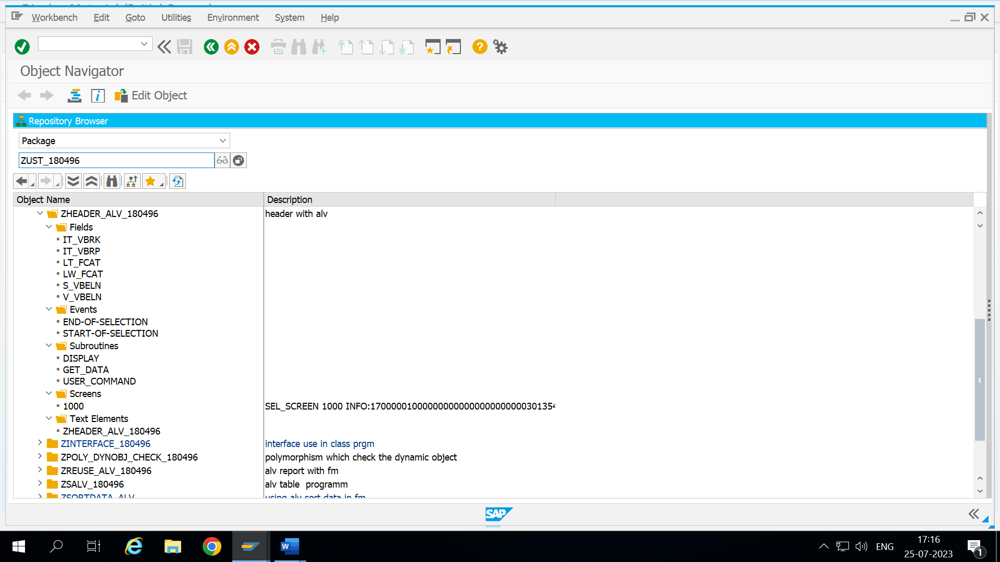 Workbench Edit Goto Utilities Environment System Help
Object Navigator
Edit Object
Repository Browser
Package
ZUST_180496
Object Name Description
ZHEADER_ALV_180496 header with alv
Fields
IT_VBRK
IT_VBRP
LT_FCAT
LW_FCAT
S_VBELN
V_VBELN
Events
END-OF-SELECTION
START-OF-SELECTION
Subroutines
DISPLAY
GET_DATA
USER_COMMAND
Screens
1000 SEL_SCREEN 1000
Text Elements
ZHEADER_ALV_180496
ZINTERFACE_180496 interface use in class prgm
ZPOLY_DYNOBJ_CHECK_180496 polymorphism which check the dynamic object
ZREUSE_ALV_180496 alv report with fm
ZSALV_180496 alv table programm
ZSORTDATA_ALV using alv sort data in fm
SAP
ENG
17:16
25-07-2023
1